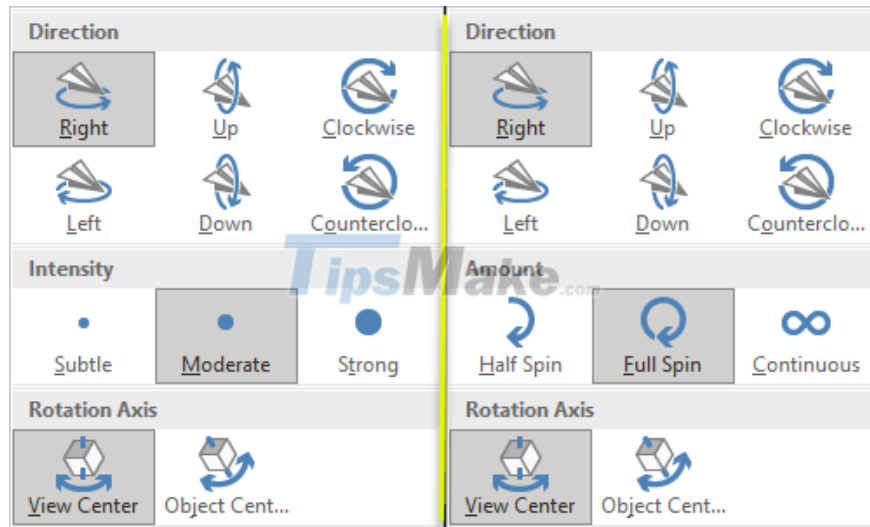 Direction
Right
Up
Clockwise
Left
Down
Counterclo...
Intensity
Subtle
Moderate
Strong
Rotation Axis
View Center
Object Cent...
Direction
Right
Up
Clockwise
Left
Down
Counterclo...
Amount
Half Spin
Full Spin
Continuous
Rotation Axis
View Center
Object Cent...
TipsMake.com